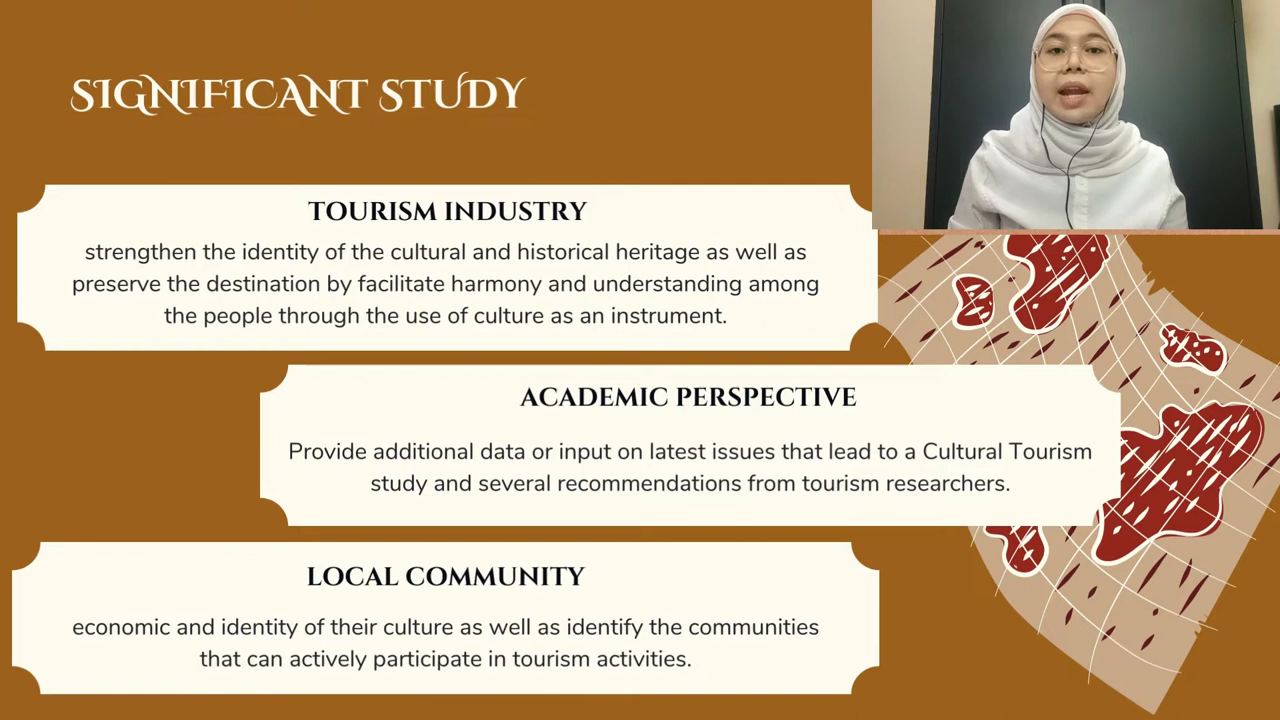 SIGNIFICANT STUDY
TOURISM INDUSTRY
strengthen the identity of the cultural and historical heritage as well as
preserve the destination by facilitate harmony and understanding among
the people through the use of culture as an instrument.
ACADEMIC PERSPECTIVE
Provide additional data or input on latest issues that lead to a Cultural Tourism
study and several recommendations from tourism researchers.
LOCAL COMMUNITY
economic and identity of their culture as well as identify the communities
that can actively participate in tourism activities.